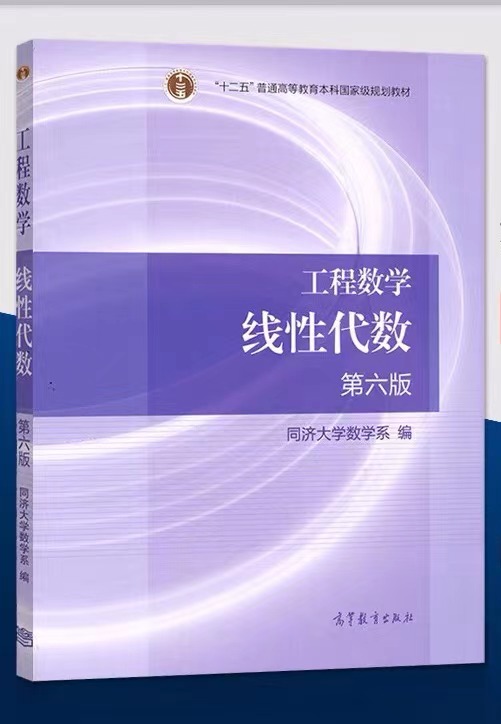 “十二五”普通高等教育本科国家级规划教材
工程数学
线性代数
第六版
同济大学数学系 编
高等教育出版社
工程数学 线性代数 第六版 同济大学数学系 编